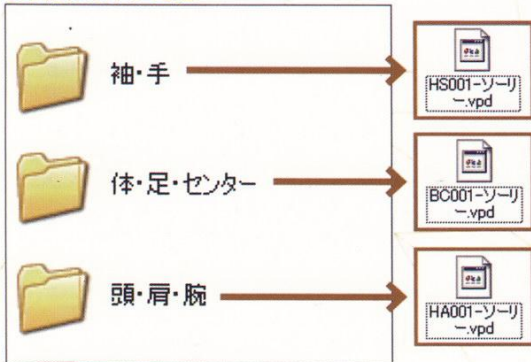 袖・手
HS001-ソーリ
ー.vpd
体・足・センター
BC001-ソーリ
ー.vpd
頭・肩・腕
HA001-ソーリ
ー.vpd